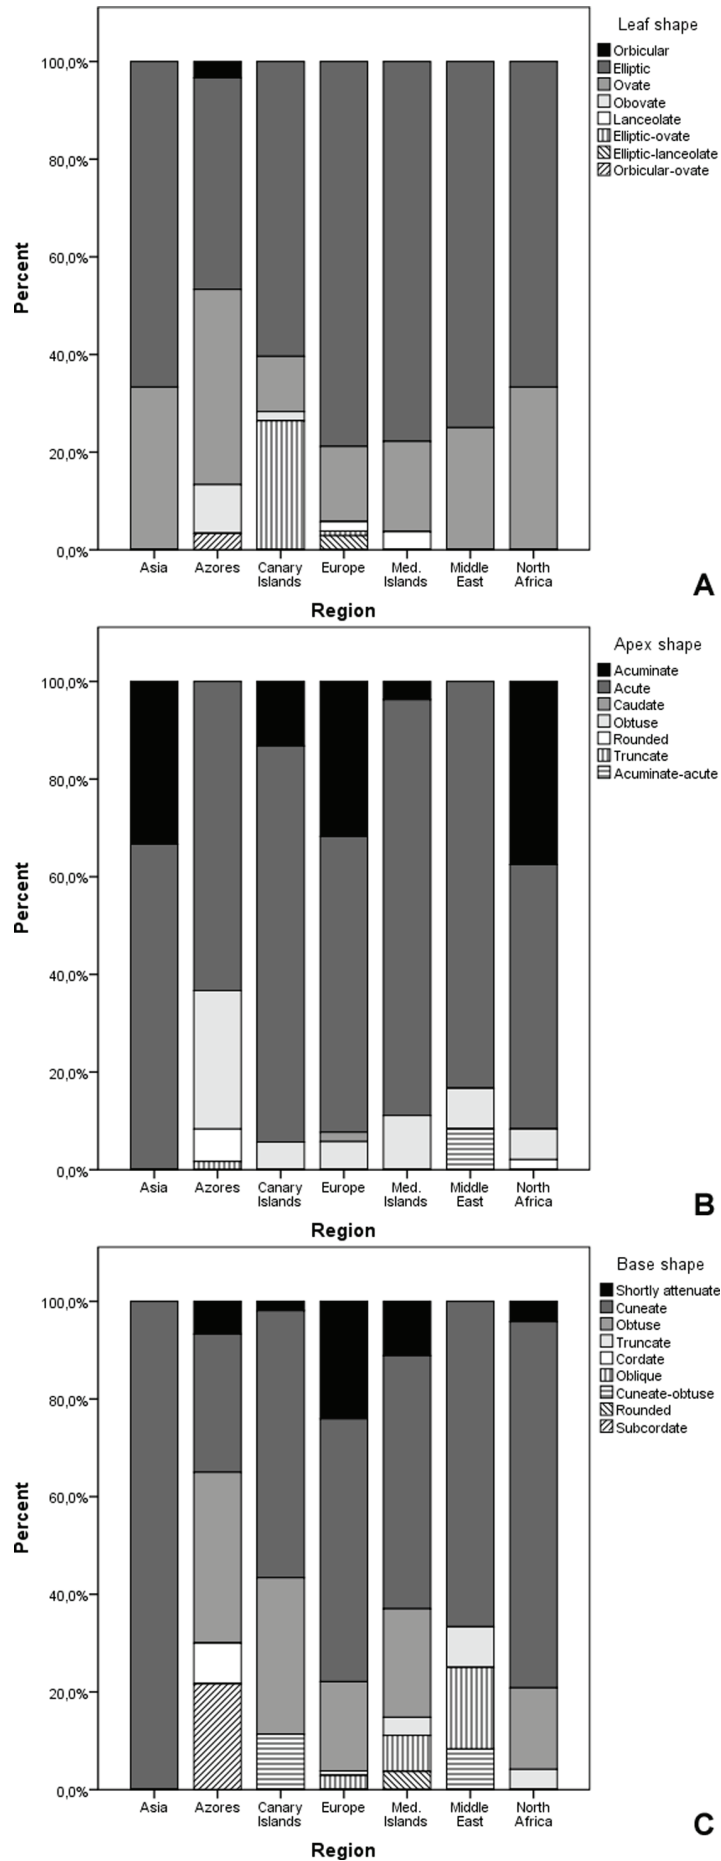 Leaf shape
Orbicular
Elliptic
Ovate
Obovate
Lanceolate
Elliptic-ovate
Elliptic-lanceolate
Orbicular-ovate
100,0%
80,0%
60,0%
40,0%
20,0%
0,0%
Percent
Asia Azores Canary Islands Europe Med. Islands Middle East North Africa
Region
A
Apex shape
Acuminate
Acute
Caudate
Obtuse
Rounded
Truncate
Acuminate-acute
100,0%
80,0%
60,0%
40,0%
20,0%
0,0%
Percent
Asia Azores Canary Islands Europe Med. Islands Middle East North Africa
Region
B
Base shape
Shortly attenuate
Cuneate
Obtuse
Truncate
Cordate
Oblique
Cuneate-obtuse
Rounded
Subcordate
100,0%
80,0%
60,0%
40,0%
20,0%
0,0%
Percent
Asia Azores Canary Islands Europe Med. Islands Middle East North Africa
Region
C